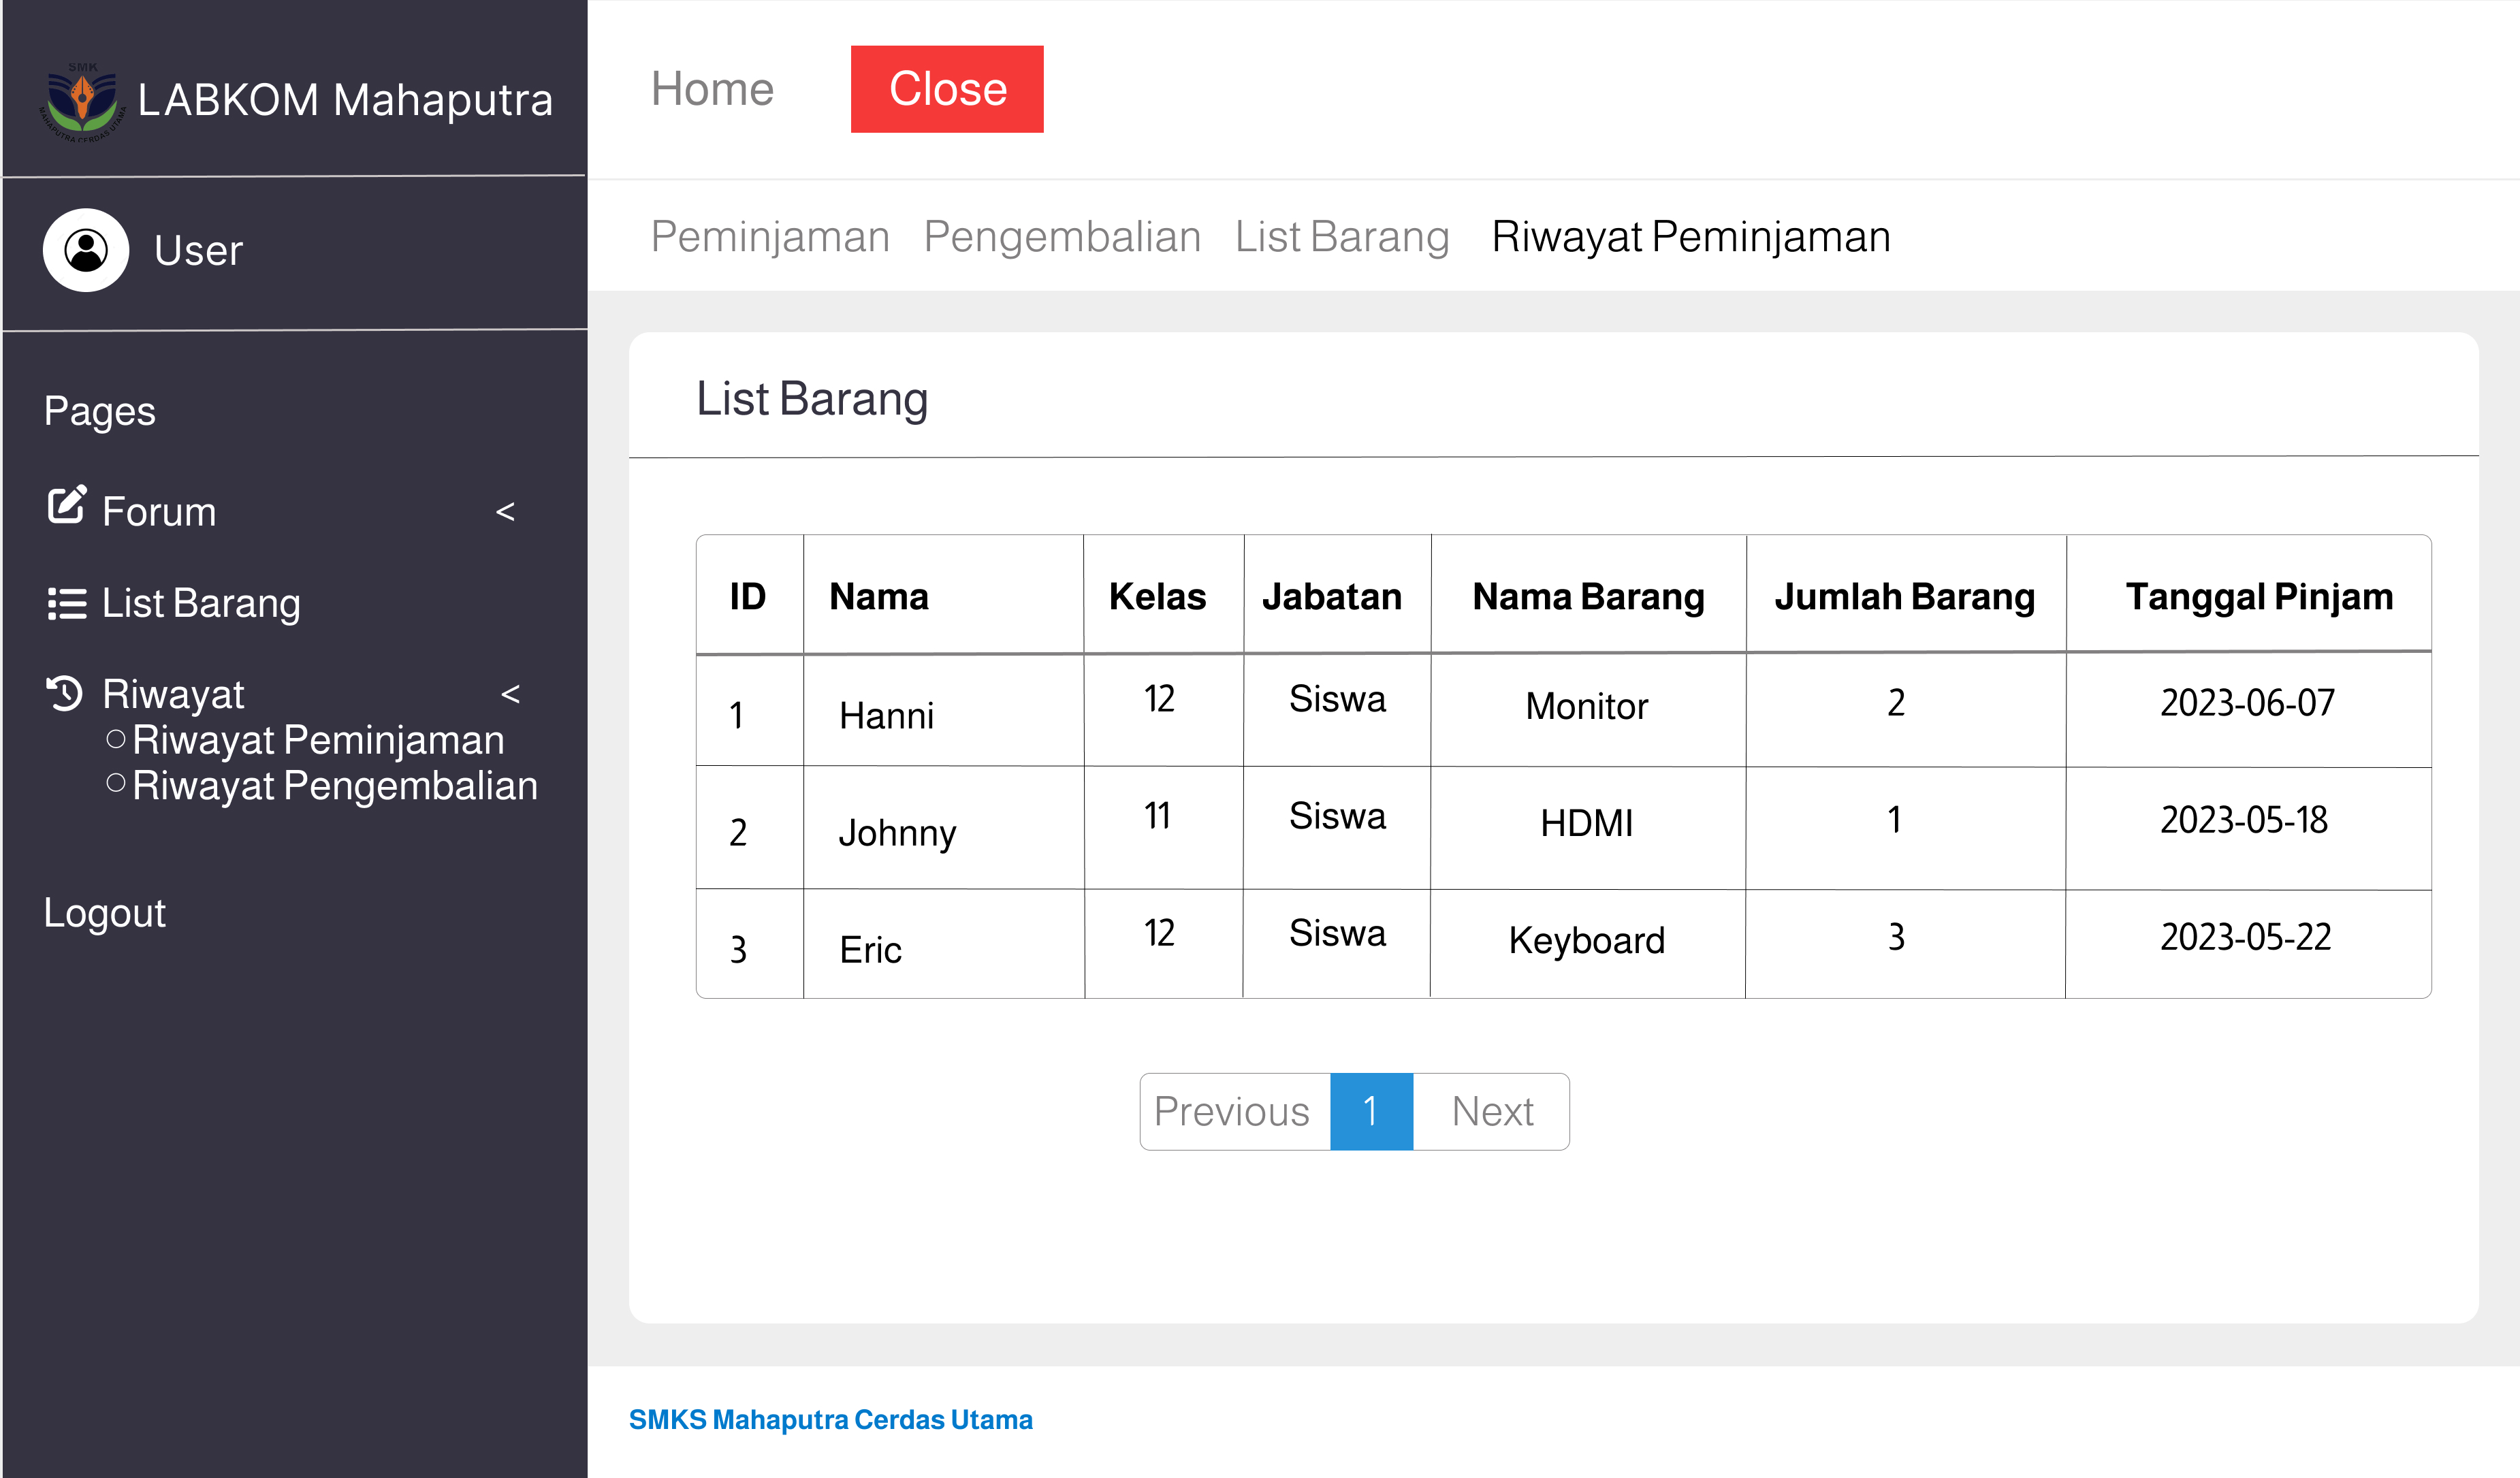 SMK
MAHAPUTRA CERDAS UTAMA
LABKOM Mahaputra
Home
Close
User
Peminjaman Pengembalian List Barang Riwayat Peminjaman
Pages
Forum <
List Barang
Riwayat <
Riwayat Peminjaman
Riwayat Pengembalian
Logout
List Barang
ID Nama Kelas Jabatan Nama Barang Jumlah Barang Tanggal Pinjam
1 Hanni 12 Siswa Monitor 2 2023-06-07
2 Johnny 11 Siswa HDMI 1 2023-05-18
3 Eric 12 Siswa Keyboard 3 2023-05-22
Previous 1 Next
SMKS Mahaputra Cerdas Utama